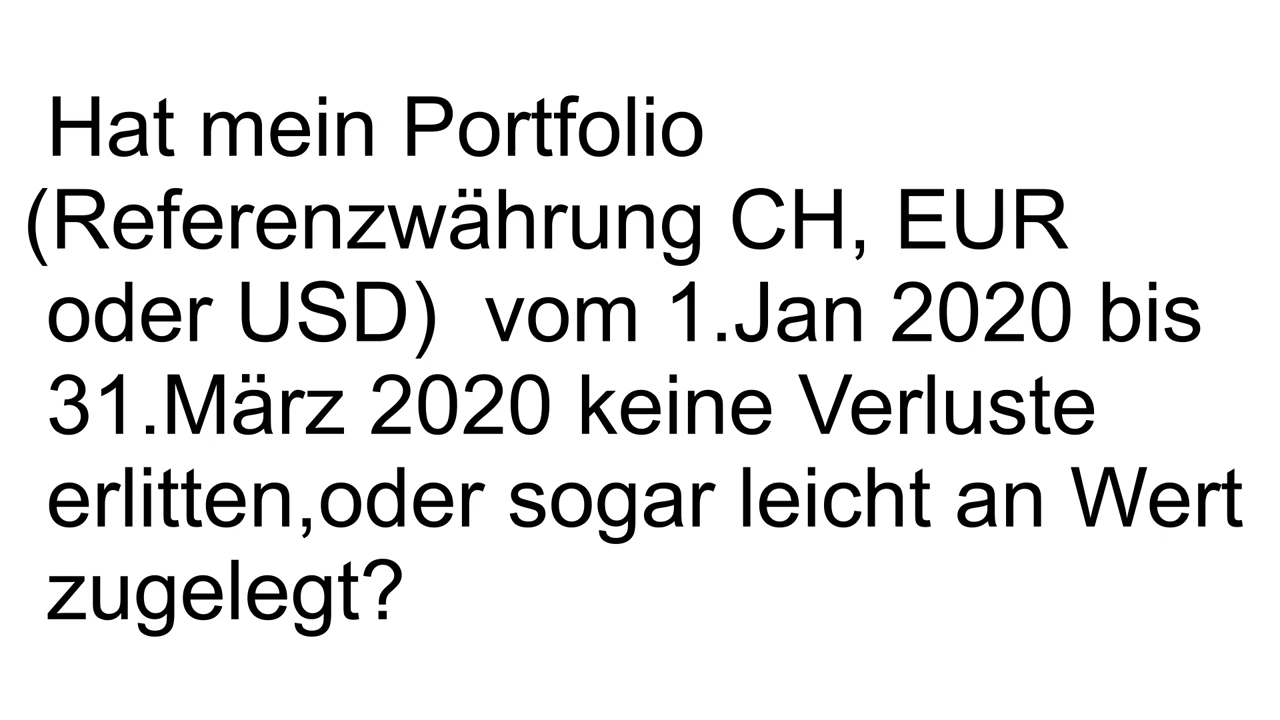 Hat mein Portfolio
(Referenzwährung CH, EUR
oder USD)  vom 1.Jan 2020 bis
31.März 2020 keine Verluste
erlitten,oder sogar leicht an Wert
zugelegt?